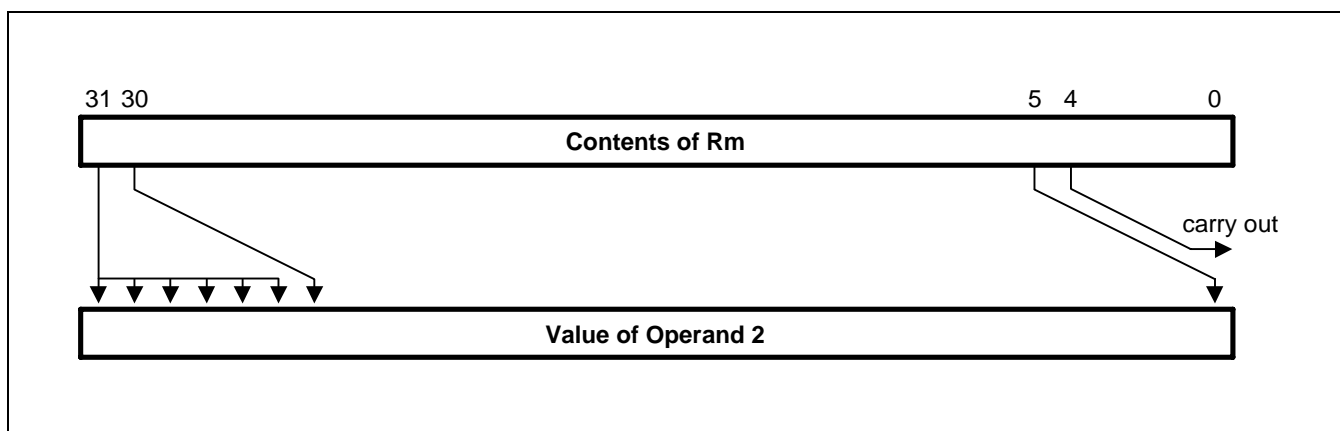 31 30 5 4 0
Contents of Rm
carry out
Value of Operand 2